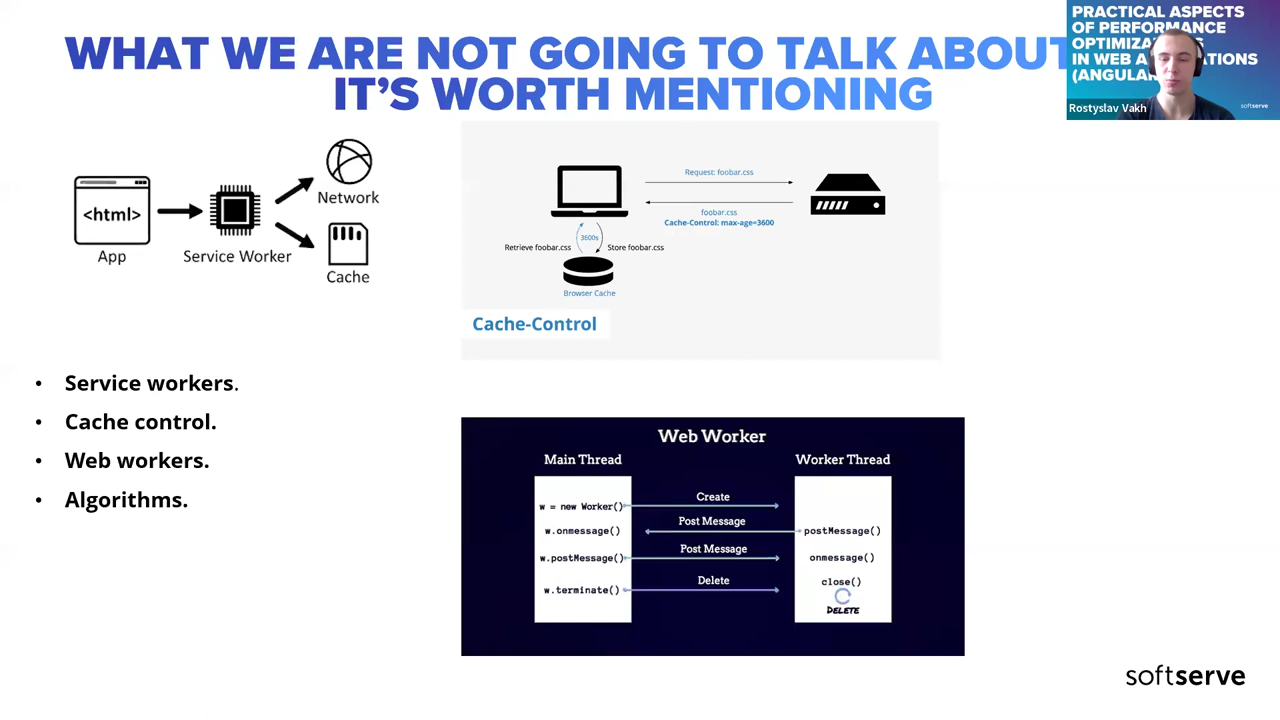 WHAT WE ARE NOT GOING TO TALK ABOUT
IT'S WORTH MENTIONING
PRACTICAL ASPECTS
OF PERFORMANCE
IN WEB
(ANGULAR
Rostyslav Vakh
softserve
<html>
App
Service Worker
Network
Cache
Request: foobar.css
foobar.css
Cache-Control: max-age=3600
3600s
Retrieve foobar.css
Store foobar.css
Browser Cache
Cache-Control
• Service workers.
• Cache control.
• Web workers.
• Algorithms.
Web Worker
Main Thread
Worker Thread
w = new Worker()
Create
w.onmessage()
Post Message
postMessage()
w.postMessage()
Post Message
onmessage()
w.terminate()
Delete
close()
DELETE
softserve